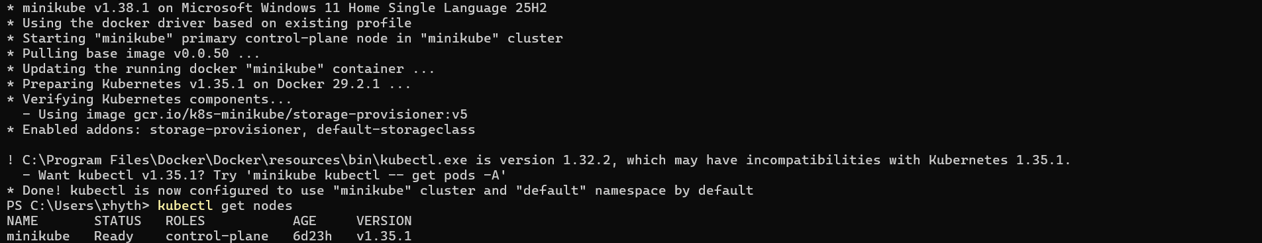 * minikube v1.38.1 on Microsoft Windows 11 Home Single Language 25H2
* Using the docker driver based on existing profile
* Starting "minikube" primary control-plane node in "minikube" cluster
* Pulling base image v0.0.50 ...
* Updating the running docker "minikube" container ...
* Preparing Kubernetes v1.35.1 on Docker 29.2.1 ...
* Verifying Kubernetes components...
  - Using image gcr.io/k8s-minikube/storage-provisioner:v5
* Enabled addons: storage-provisioner, default-storageclass

! C:\Program Files\Docker\Docker\resources\bin\kubectl.exe is version 1.32.2, which may have incompatibilities with Kubernetes 1.35.1.
  - Want kubectl v1.35.1? Try 'minikube kubectl -- get pods -A'
* Done! kubectl is now configured to use "minikube" cluster and "default" namespace by default
PS C:\Users\rhyth> kubectl get nodes
NAME       STATUS   ROLES           AGE     VERSION
minikube   Ready    control-plane   6d23h   v1.35.1